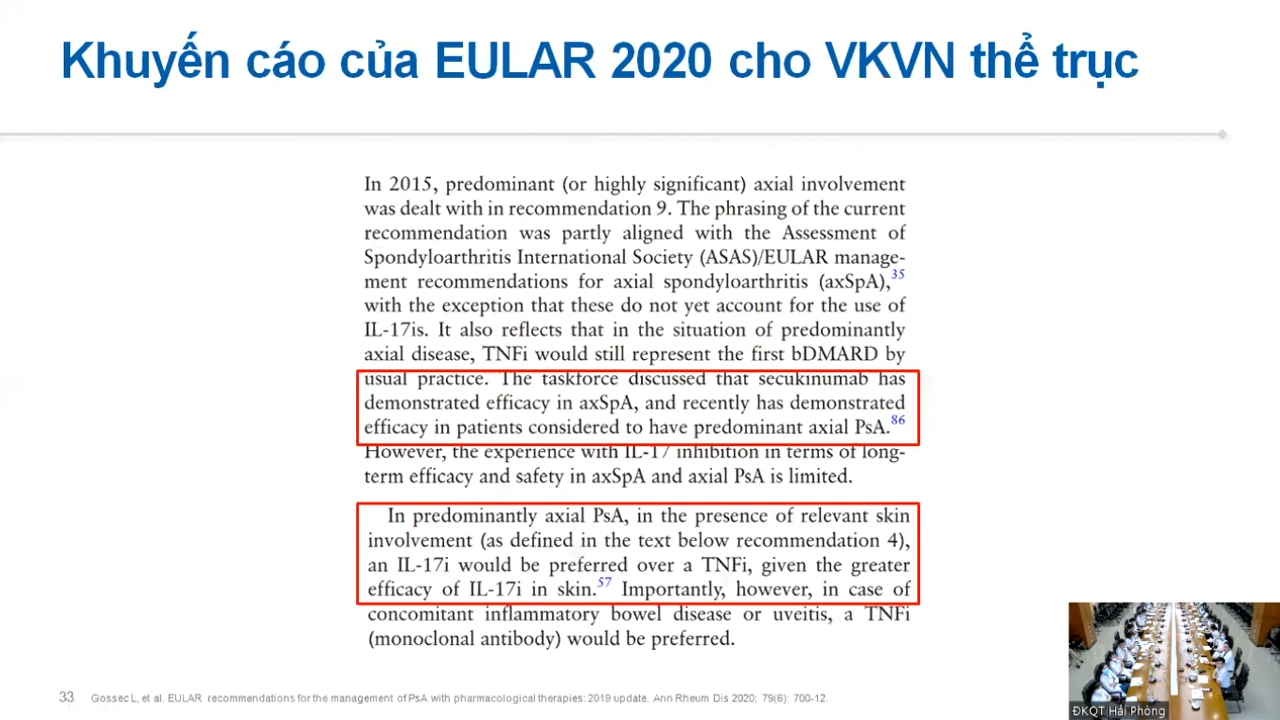 Khuyến cáo của EULAR 2020 cho VKVN thể trục
In 2015, predominant (or highly significant) axial involvement
was dealt with in recommendation 9. The phrasing of the current
recommendation was partly aligned with the Assessment of
Spondyloarthritis International Society (ASAS)/EULAR manage-
ment recommendations for axial spondyloarthritis (axSpA),35
with the exception that these do not yet account for the use of
IL-17is. It also reflects that in the situation of predominantly
axial disease, TNFi would still represent the first bDMARD by
usual practice. The taskforce discussed that secukinumab has
demonstrated efficacy in axSpA, and recently has demonstrated
efficacy in patients considered to have predominant axial PsA.86
However, the experience with IL-17 inhibition in terms of long-
term efficacy and safety in axSpA and axial PsA is limited.
In predominantly axial PsA, in the presence of relevant skin
involvement (as defined in the text below recommendation 4),
an IL-17i would be preferred over a TNFi, given the greater
efficacy of IL-17i in skin.57 Importantly, however, in case of
concomitant inflammatory bowel disease or uveitis, a TNFi
(monoclonal antibody) would be preferred.
33 Gossec L, et al. EULAR recommendations for the management of PsA with pharmacological therapies: 2019 update. Ann Rheum Dis 2020; 79(6): 700-12.
ĐKQT Hải Phòng